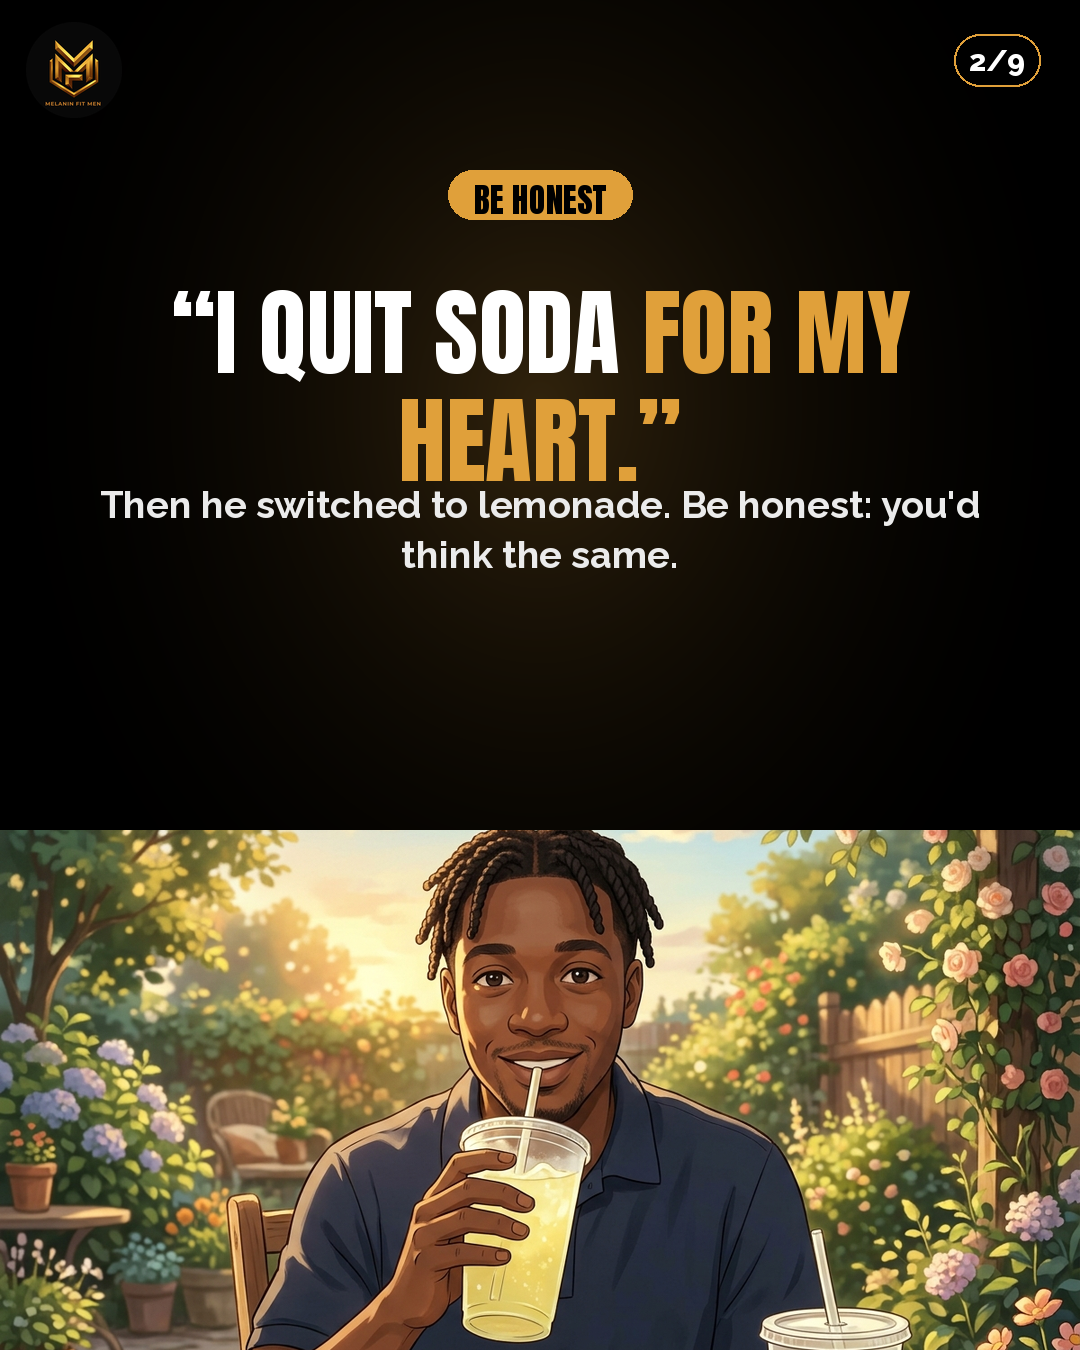 MELANIN FIT MEN
2/9
BE HONEST
“I QUIT SODA FOR MY
HEART.”
Then he switched to lemonade. Be honest: you'd
think the same.